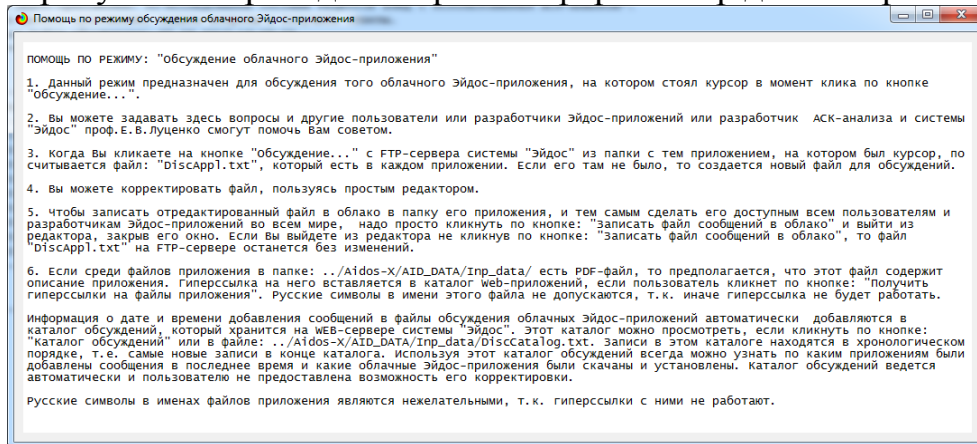 Помощь по режиму обсуждения облачного Эйдос-приложения
ПОМОЩЬ ПО РЕЖИМУ: "Обсуждение облачного Эйдос-приложения"
1. Данный режим предназначен для обсуждения того облачного Эйдос-приложения, на котором стоял курсор в момент клика по кнопке
"Обсуждение...".
2. Вы можете задавать здесь вопросы и другие пользователи или разработчики Эйдос-приложений или разработчик АСК-анализа и системы
"Эйдос" проф.Е.В.Луценко смогут помочь Вам советом.
3. Когда Вы кликаете на кнопке "Обсуждение..." с FTP-сервера системы "Эйдос" из папки с тем приложением, на котором был курсор, по
считывается файл: "DiscAppl.txt", который есть в каждом приложении. Если его там не было, то создается новый файл для обсуждений.
4. Вы можете корректировать файл, пользуясь простым редактором.
5. Чтобы записать отредактированный файл в облако в папку его приложения, и тем самым сделать его доступным всем пользователям и
разработчикам Эйдос-приложений во всем мире, надо просто кликнуть по кнопке: "Записать файл сообщений в облако" и выйти из
редактора, закрыв его окно. Если Вы выйдете из редактора не кликнув по кнопке: "Записать файл сообщений в облако", то файл
"DiscAppl.txt" на FTP-сервере останется без изменений.
6. Если среди файлов приложения в папке: ../Aidos-X/AID_DATA/Inp_data/ есть PDF-файл, то предполагается, что этот файл содержит
описание приложения. Гиперссылка на него вставляется в каталог Web-приложений, если пользователь кликнет по кнопке: "Получить
гиперссылки на файлы приложения". Русские символы в имени этого файла не допускаются, т.к. иначе гиперссылка не будет работать.
Информация о дате и времени добавления сообщений в файлы обсуждения облачных Эйдос-приложений автоматически добавляются в
каталог обсуждений, который хранится на WEB-сервере системы "Эйдос". Этот каталог можно просмотреть, если кликнуть по кнопке:
"Каталог обсуждений" или в файле: ../Aidos-X/AID_DATA/Inp_data/DiscCatalog.txt. Записи в этом каталоге находятся в хронологическом
порядке, т.е. самые новые записи в конце каталога. Используя этот каталог обсуждений всегда можно узнать по каким приложениям были
добавлены сообщения в последнее время и какие облачные Эйдос-приложения были скачаны и установлены. Каталог обсуждений ведется
автоматически и пользователю не предоставлена возможность его корректировки.
Русские символы в именах файлов приложения являются нежелательными, т.к. гиперссылки с ними не работают.